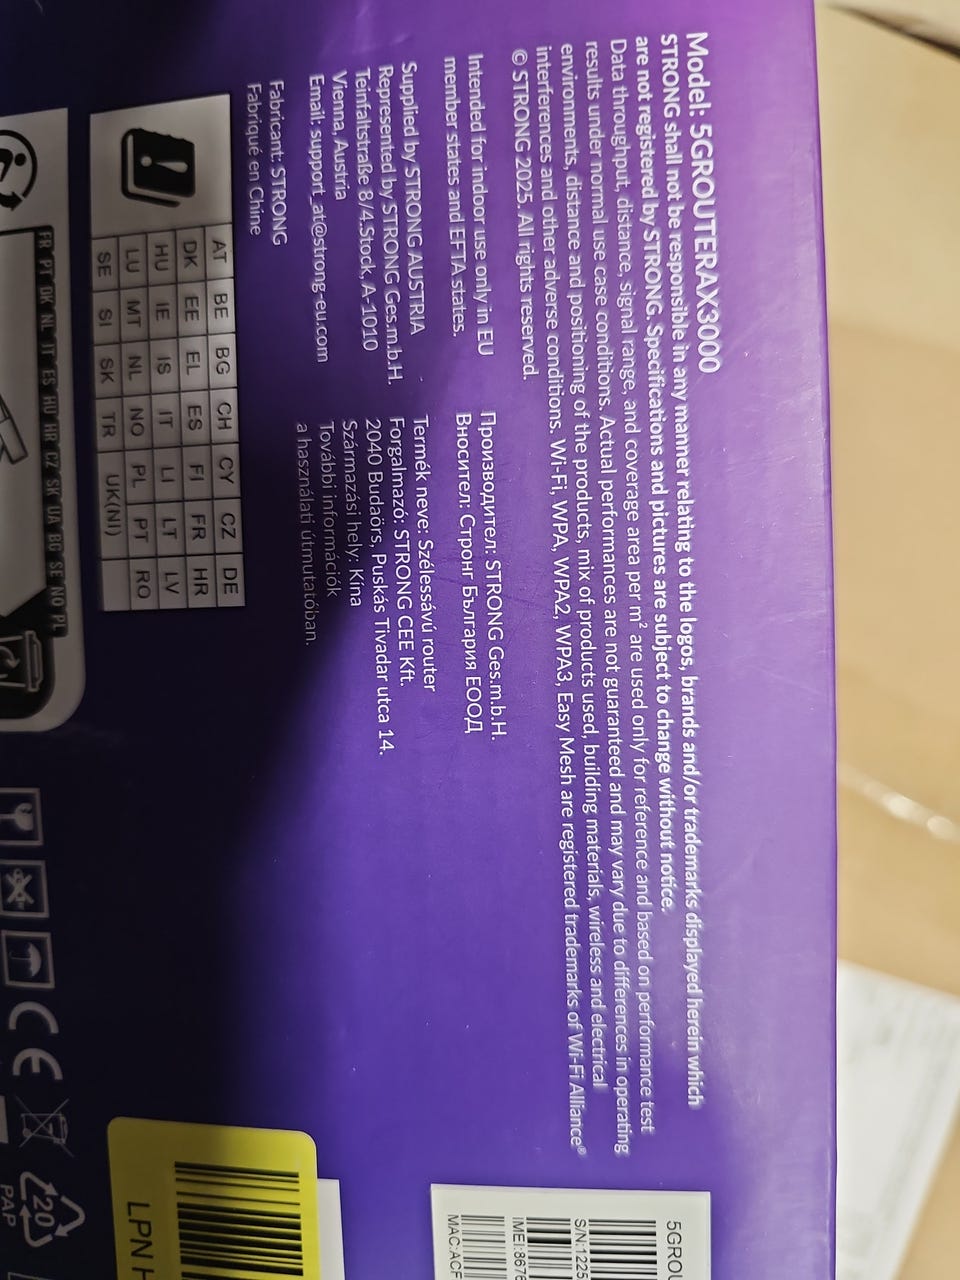 Model: 5GROUTERAX3000
STRONG shall not be responsible in any manner relating to the logos, brands and/or trademarks displayed herein which
are not registered by STRONG. Specifications and pictures are subject to change without notice.
Data throughput, distance, signal range, and coverage area per m² are used only for reference and based on performance test
results under normal use case conditions. Actual performances are not guaranteed and may vary due to differences in operating
environments, distance and positioning of the products, mix of products used, building materials, wireless and electrical
interferences and other adverse conditions. Wi-Fi, WPA, WPA2, WPA3, Easy Mesh are registered trademarks of Wi-Fi Alliance®
© STRONG 2025. All rights reserved.
Intended for indoor use only in EU
member states and EFTA states.
Supplied by STRONG AUSTRIA
Represented by STRONG Ges.m.b.H.
Teinfaltstraße 8/4.Stock, A-1010
Vienna, Austria
Email: support_at@strong-eu.com
Fabricant: STRONG
Fabriqué en Chine
Производител: STRONG Ges.m.b.H.
Вносител: Стронг България ЕООД
Termék neve: Szélessávú router
Forgalmazó: STRONG CEE Kft.
2040 Budaörs, Puskás Tivadar utca 14.
Származási hely: Kína
További információk
a használati útmutatóban.
AT BE BG CH CY CZ DE
DK EE EL ES FI FR HR
HU IE IS IT LI LT LV
LU MT NL NO PL PT RO
SE SI SK TR UK(NI)
FR PT DK NL IT ES HU HR CZ SK UA BG SE NO PL
CE
20
PAP
5GROU
S/N:1225
IMEI:8676
MAC:ACF
LPN H